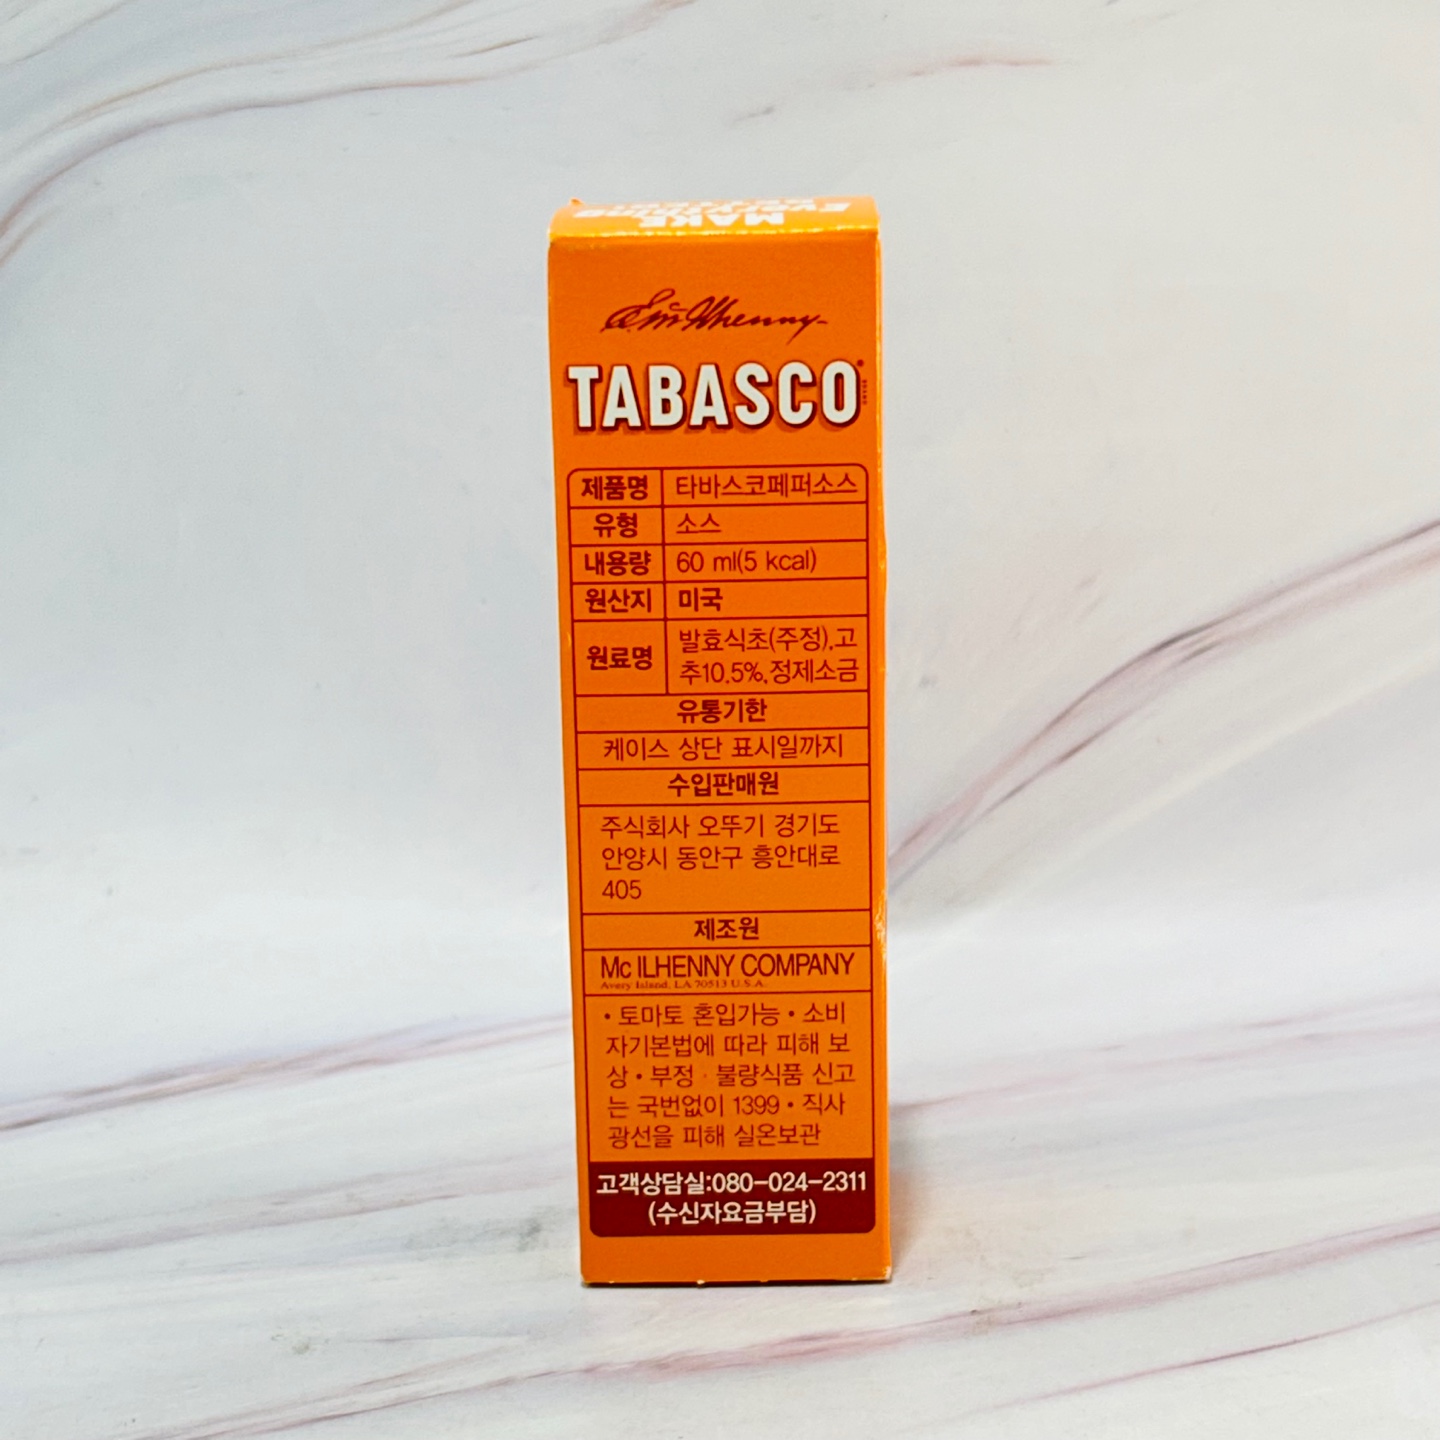 MAKE
Everything
E. McIlhenny
TABASCO®
BRAND
제품명 타바스코페퍼소스
유형 소스
내용량 60 ml(5 kcal)
원산지 미국
원료명 발효식초(주정),고
추10.5%,정제소금
유통기한
케이스 상단 표시일까지
수입판매원
주식회사 오뚜기 경기도
안양시 동안구 흥안대로
405
제조원
Mc ILHENNY COMPANY
Avery Island, LA 70513 U.S.A.
• 토마토 혼입가능 • 소비
자기본법에 따라 피해 보
상 • 부정 · 불량식품 신고
는 국번없이 1399 • 직사
광선을 피해 실온보관
고객상담실:080-024-2311
(수신자요금부담)